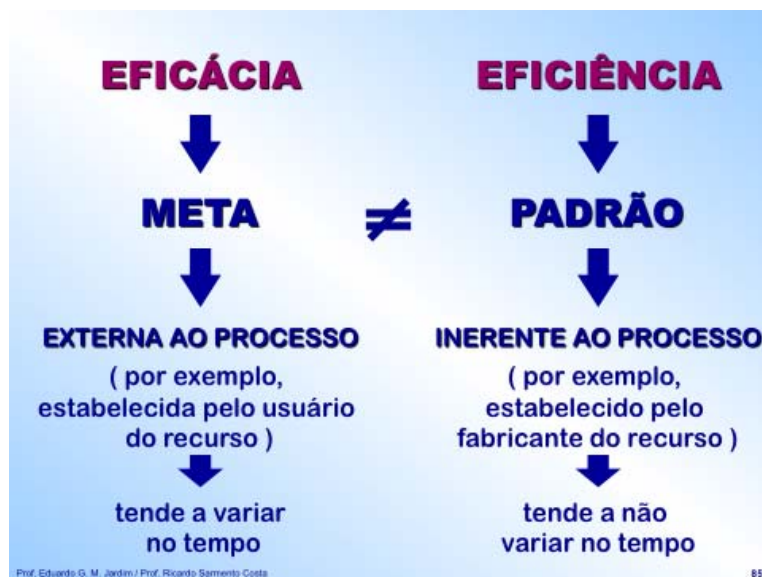 EFICÁCIA
EFICIÊNCIA
META
≠
PADRÃO
EXTERNA AO PROCESSO
( por exemplo,
estabelecida pelo usuário
do recurso )
INERENTE AO PROCESSO
( por exemplo,
estabelecido pelo
fabricante do recurso )
tende a variar
no tempo
tende a não
variar no tempo
Prof. Eduardo G. M. Jardim / Prof. Ricardo Sarmento Costa
85